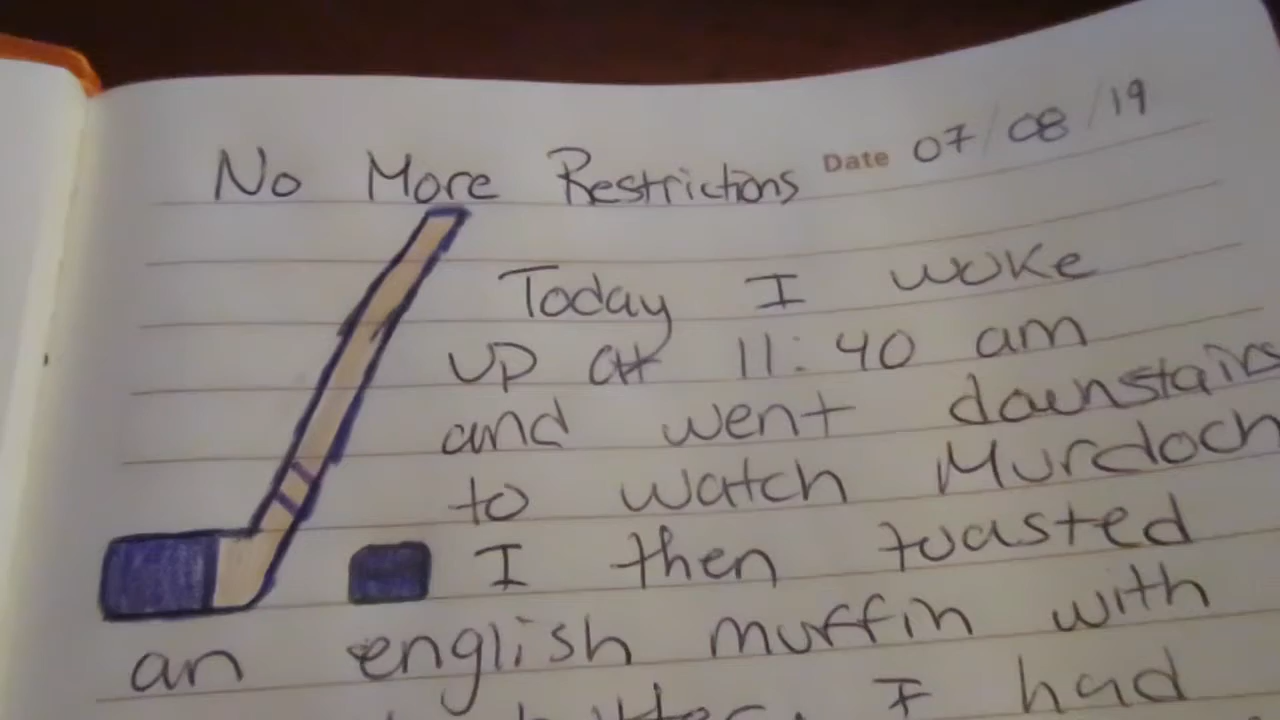 No More Restrictions Date 07/08/19
Today I woke
up at 11:40 am
and went downstairs
to watch Murdoch
I then toasted
an english muffin with
I had